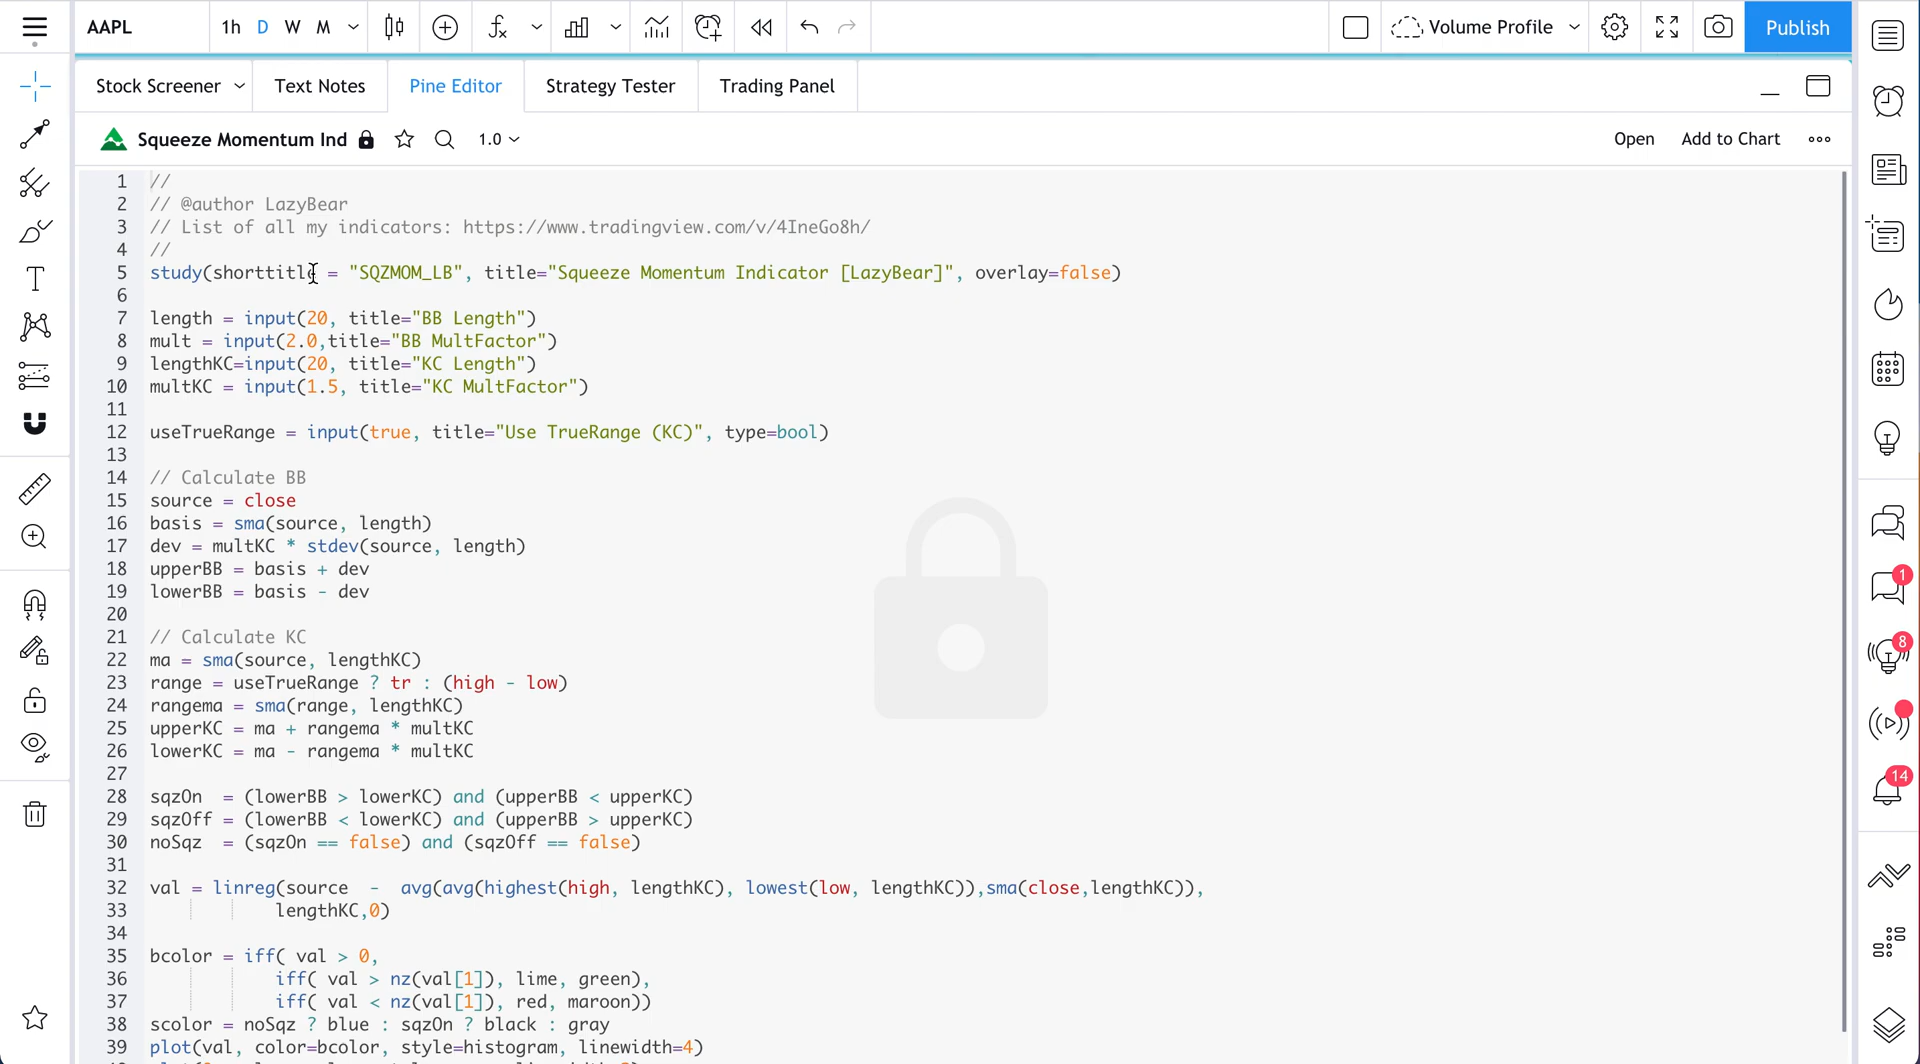 AAPL 1h D W M Volume Profile Publish
Stock Screener Text Notes Pine Editor Strategy Tester Trading Panel
Squeeze Momentum Ind 1.0 Open Add to Chart
1 //
2 // @author LazyBear
3 // List of all my indicators: https://www.tradingview.com/v/4IneGo8h/
4 //
5 study(shorttitle = "SQZMOM_LB", title="Squeeze Momentum Indicator [LazyBear]", overlay=false)
6
7 length = input(20, title="BB Length")
8 mult = input(2.0,title="BB MultFactor")
9 lengthKC=input(20, title="KC Length")
10 multKC = input(1.5, title="KC MultFactor")
11
12 useTrueRange = input(true, title="Use TrueRange (KC)", type=bool)
13
14 // Calculate BB
15 source = close
16 basis = sma(source, length)
17 dev = multKC * stdev(source, length)
18 upperBB = basis + dev
19 lowerBB = basis - dev
20
21 // Calculate KC
22 ma = sma(source, lengthKC)
23 range = useTrueRange ? tr : (high - low)
24 rangema = sma(range, lengthKC)
25 upperKC = ma + rangema * multKC
26 lowerKC = ma - rangema * multKC
27
28 sqzOn  = (lowerBB > lowerKC) and (upperBB < upperKC)
29 sqzOff = (lowerBB < lowerKC) and (upperBB > upperKC)
30 noSqz  = (sqzOn == false) and (sqzOff == false)
31
32 val = linreg(source  -  avg(avg(highest(high, lengthKC), lowest(low, lengthKC)),sma(close,lengthKC)),
33             lengthKC,0)
34
35 bcolor = iff( val > 0,
36             iff( val > nz(val[1]), lime, green),
37             iff( val < nz(val[1]), red, maroon))
38 scolor = noSqz ? blue : sqzOn ? black : gray
39 plot(val, color=bcolor, style=histogram, linewidth=4)
1
8
14